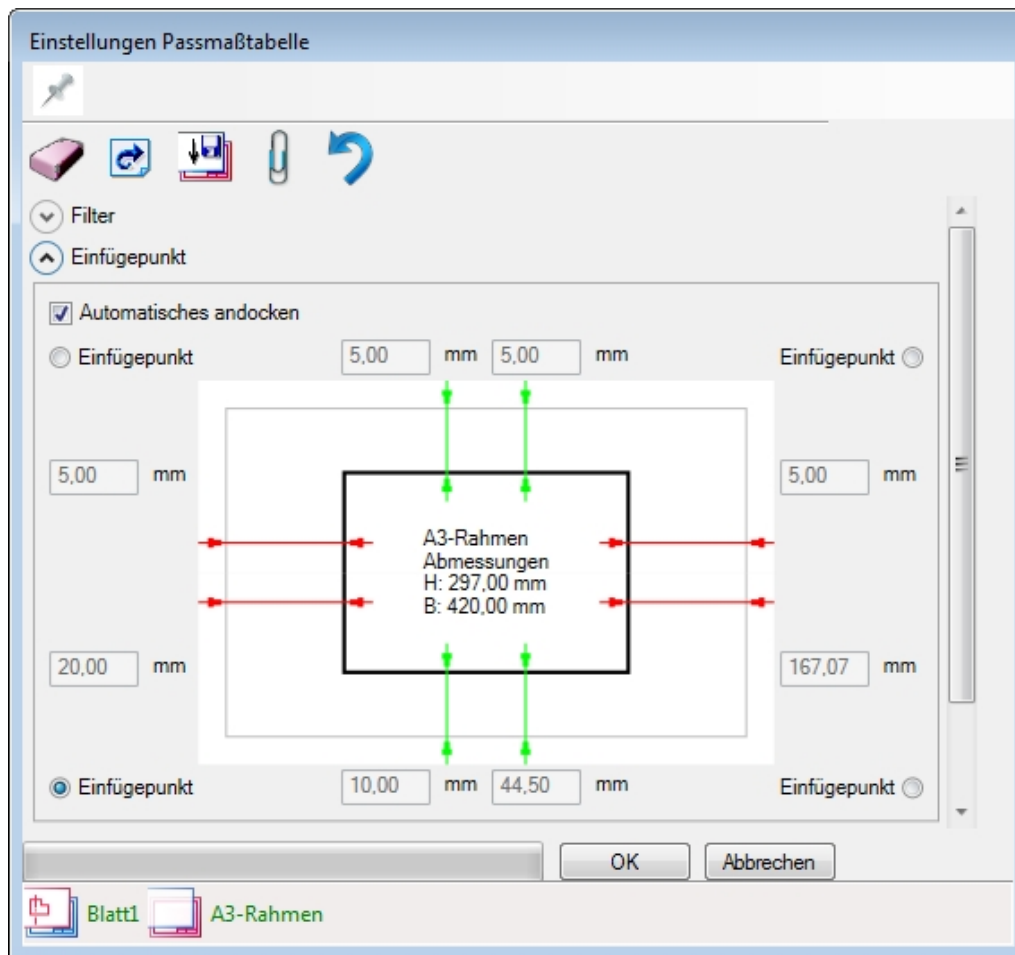 Einstellungen Passmaßtabelle
Filter
Einfügepunkt
Automatisches andocken
Einfügepunkt 5,00 mm 5,00 mm Einfügepunkt
5,00 mm 5,00 mm
A3-Rahmen
Abmessungen
H: 297,00 mm
B: 420,00 mm
20,00 mm 167,07 mm
Einfügepunkt 10,00 mm 44,50 mm Einfügepunkt
OK Abbrechen
Blatt1 A3-Rahmen